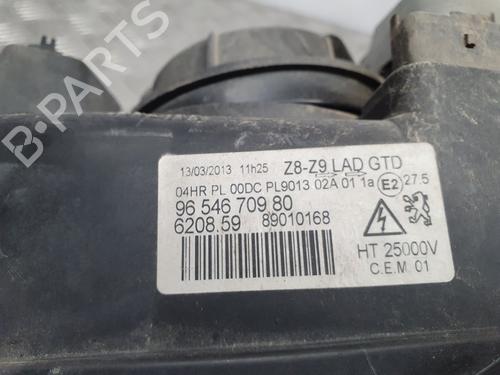 13/03/2013 11h25 Z8-Z9 LAD GTD
04HR PL 00DC PL9013 02A 01 1a E2 27.5
96 546 709 80
6208.59 89010168
HT 25000V
C.E.M 01
B-PARTS